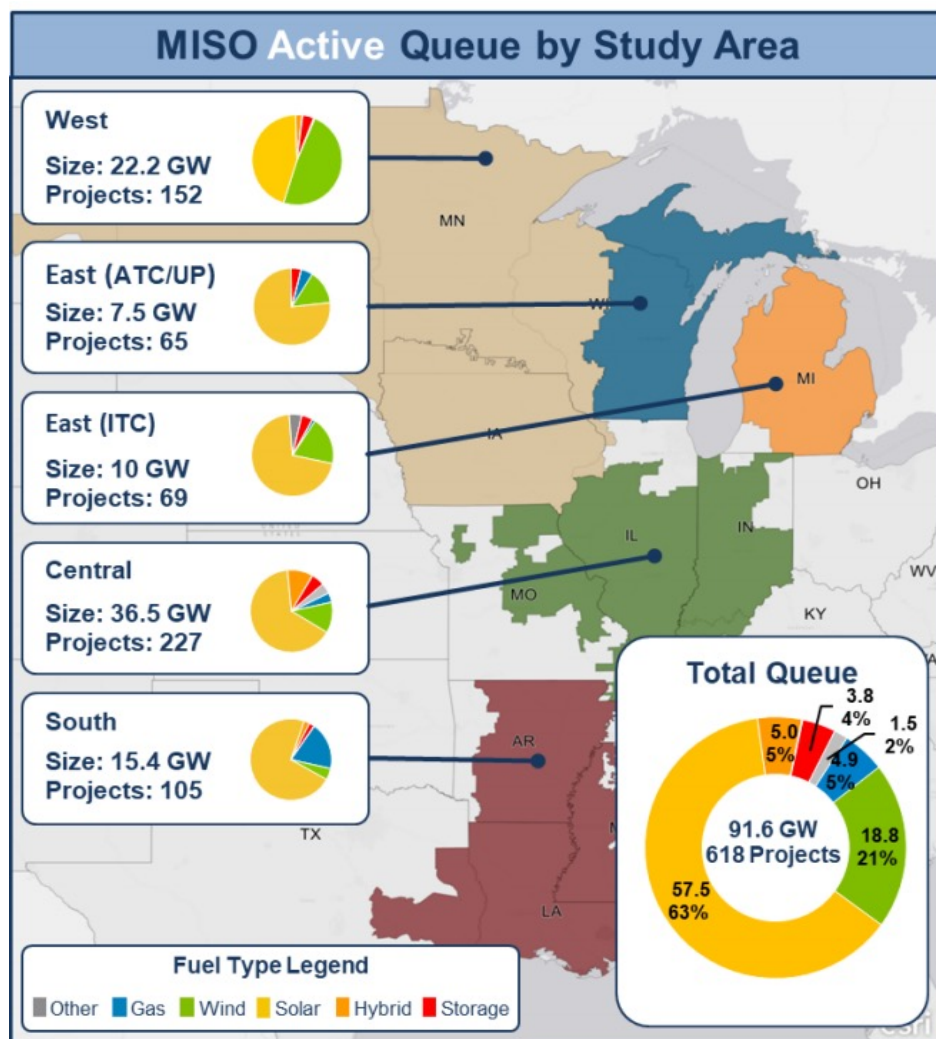 MISO Active Queue by Study Area
West
Size: 22.2 GW
Projects: 152
East (ATC/UP)
Size: 7.5 GW
Projects: 65
East (ITC)
Size: 10 GW
Projects: 69
Central
Size: 36.5 GW
Projects: 227
South
Size: 15.4 GW
Projects: 105
MN
MI
IA
OH
IL
IN
WV
MO
KY
AR
TX
LA
Total Queue
3.8
4%
1.5
2%
5.0
5%
4.9
5%
18.8
21%
57.5
63%
91.6 GW
618 Projects
Fuel Type Legend
Other Gas Wind Solar Hybrid Storage
esri